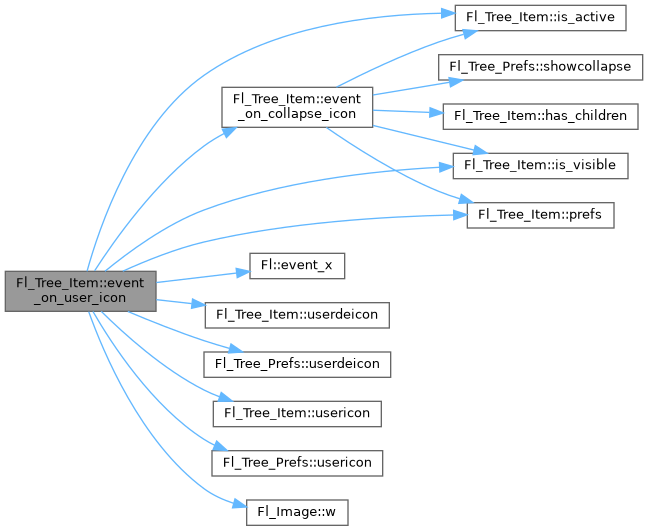 Fl_Tree_Item::is_active
Fl_Tree_Prefs::showcollapse
Fl_Tree_Item::event
_on_collapse_icon
Fl_Tree_Item::has_children
Fl_Tree_Item::is_visible
Fl_Tree_Item::prefs
Fl::event_x
Fl_Tree_Item::event
_on_user_icon
Fl_Tree_Item::userdeicon
Fl_Tree_Prefs::userdeicon
Fl_Tree_Item::usericon
Fl_Tree_Prefs::usericon
Fl_Image::w